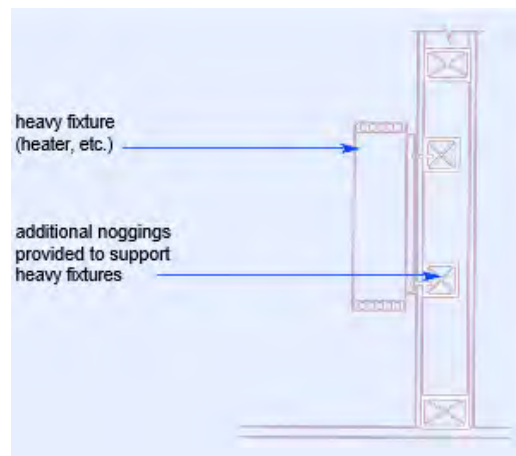 heavy fixture
(heater, etc.)
additional noggings
provided to support
heavy fixtures